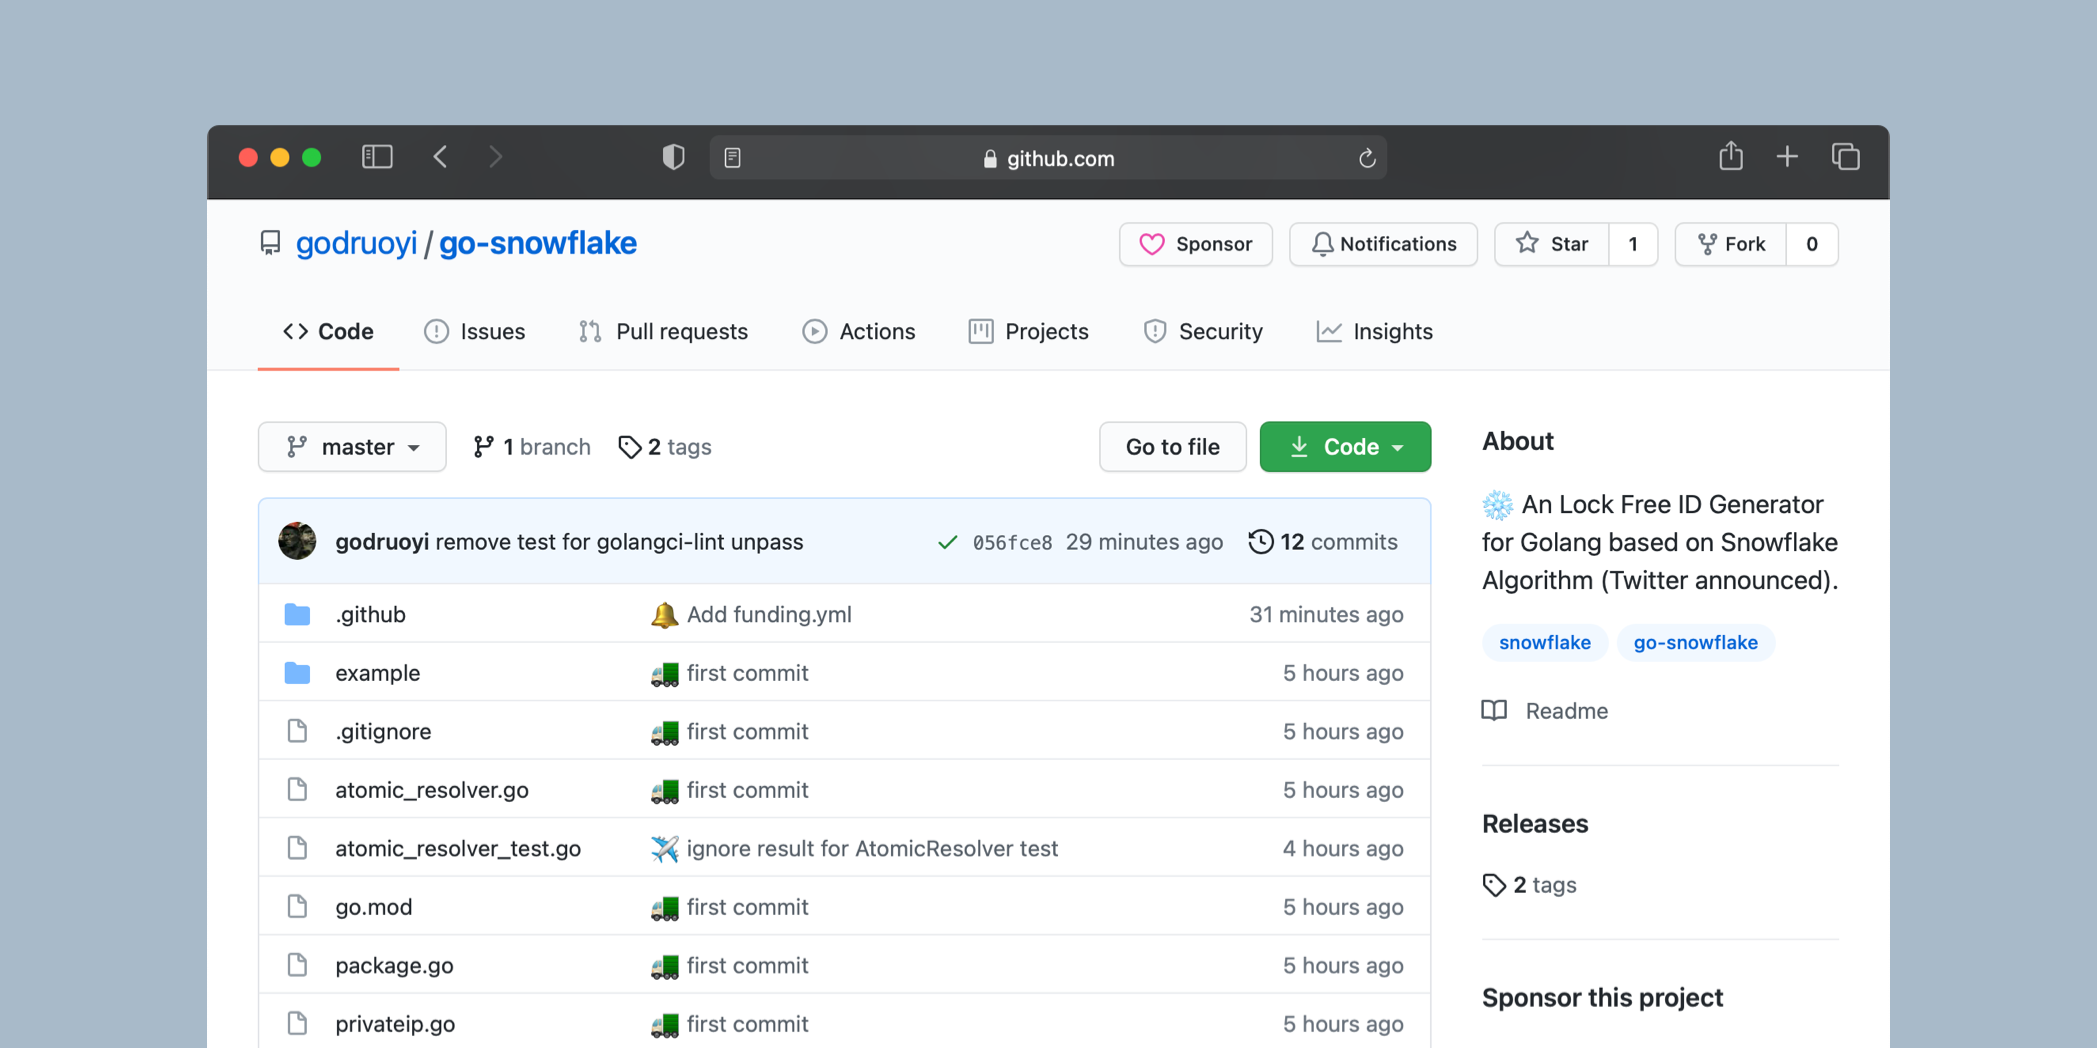 github.com
godruoyi / go-snowflake
Sponsor
Notifications
Star 1
Fork 0
Code
Issues
Pull requests
Actions
Projects
Security
Insights
master
1 branch
2 tags
Go to file
Code
godruoyi remove test for golangci-lint unpass
056fce8 29 minutes ago
12 commits
.github 🔔 Add funding.yml 31 minutes ago
example 🚛 first commit 5 hours ago
.gitignore 🚛 first commit 5 hours ago
atomic_resolver.go 🚛 first commit 5 hours ago
atomic_resolver_test.go ✈️ ignore result for AtomicResolver test 4 hours ago
go.mod 🚛 first commit 5 hours ago
package.go 🚛 first commit 5 hours ago
privateip.go 🚛 first commit 5 hours ago
About
❄️ An Lock Free ID Generator
for Golang based on Snowflake
Algorithm (Twitter announced).
snowflake
go-snowflake
Readme
Releases
2 tags
Sponsor this project